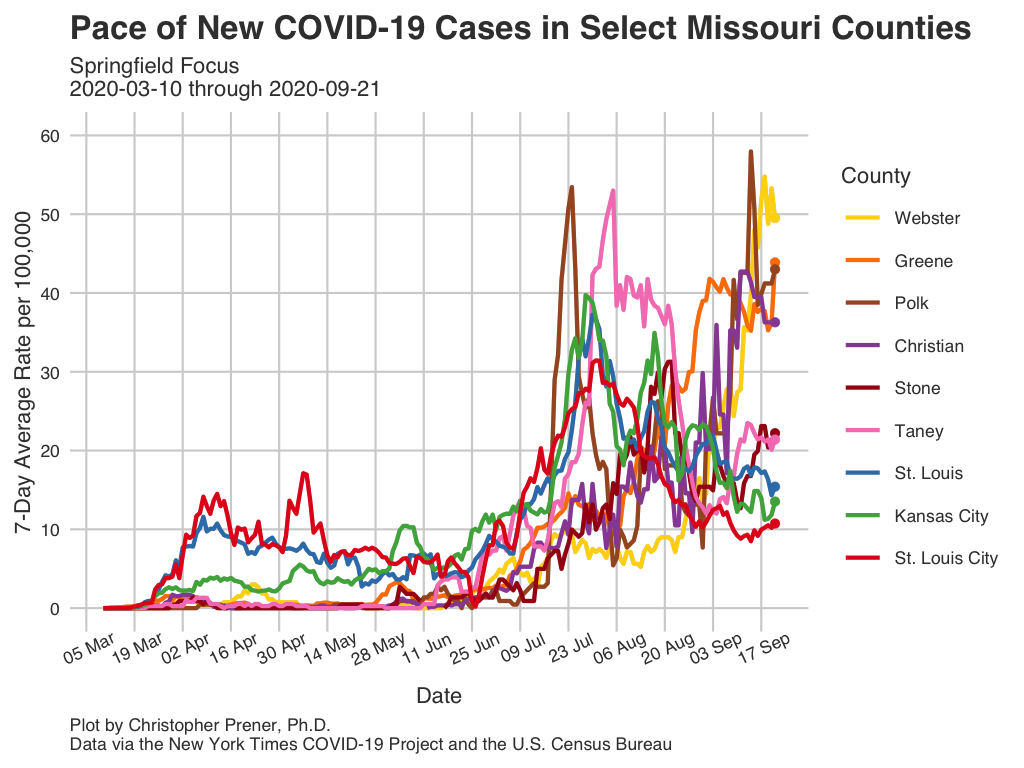 Pace of New COVID-19 Cases in Select Missouri Counties
Springfield Focus
2020-03-10 through 2020-09-21
7-Day Average Rate per 100,000
60
50
40
30
20
10
0
05 Mar
19 Mar
02 Apr
16 Apr
30 Apr
14 May
28 May
11 Jun
25 Jun
09 Jul
23 Jul
06 Aug
20 Aug
03 Sep
17 Sep
Date
County
Webster
Greene
Polk
Christian
Stone
Taney
St. Louis
Kansas City
St. Louis City
Plot by Christopher Prener, Ph.D.
Data via the New York Times COVID-19 Project and the U.S. Census Bureau